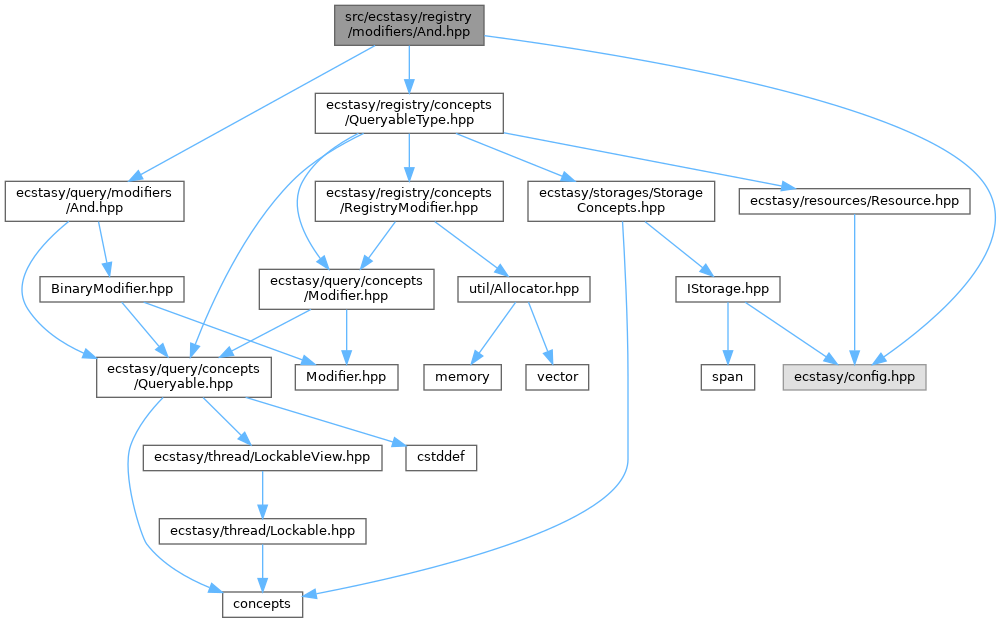 src/ecstasy/registry
/modifiers/And.hpp
ecstasy/registry/concepts
/QueryableType.hpp
ecstasy/query/modifiers
/And.hpp
ecstasy/registry/concepts
/RegistryModifier.hpp
ecstasy/storages/Storage
Concepts.hpp
ecstasy/resources/Resource.hpp
BinaryModifier.hpp
ecstasy/query/concepts
/Modifier.hpp
util/Allocator.hpp
IStorage.hpp
ecstasy/query/concepts
/Queryable.hpp
Modifier.hpp
memory
vector
span
ecstasy/config.hpp
ecstasy/thread/LockableView.hpp
cstddef
ecstasy/thread/Lockable.hpp
concepts